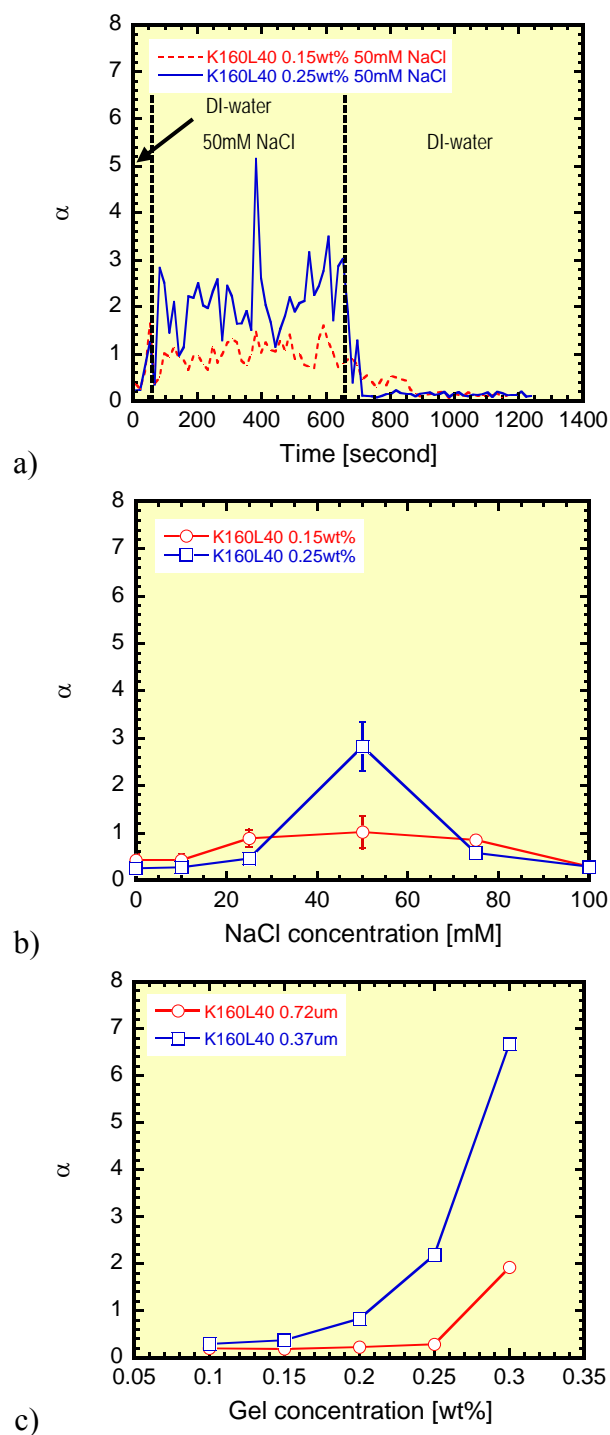 8
7
6
5
4
3
2
1
0
α
K160L40 0.15wt% 50mM NaCl
K160L40 0.25wt% 50mM NaCl
DI-water
50mM NaCl
DI-water
0 200 400 600 800 1000 1200 1400
Time [second]
a)
8
7
6
5
4
3
2
1
0
α
K160L40 0.15wt%
K160L40 0.25wt%
0 20 40 60 80 100
NaCl concentration [mM]
b)
8
7
6
5
4
3
2
1
0
α
K160L40 0.72um
K160L40 0.37um
0.05 0.1 0.15 0.2 0.25 0.3 0.35
Gel concentration [wt%]
c)